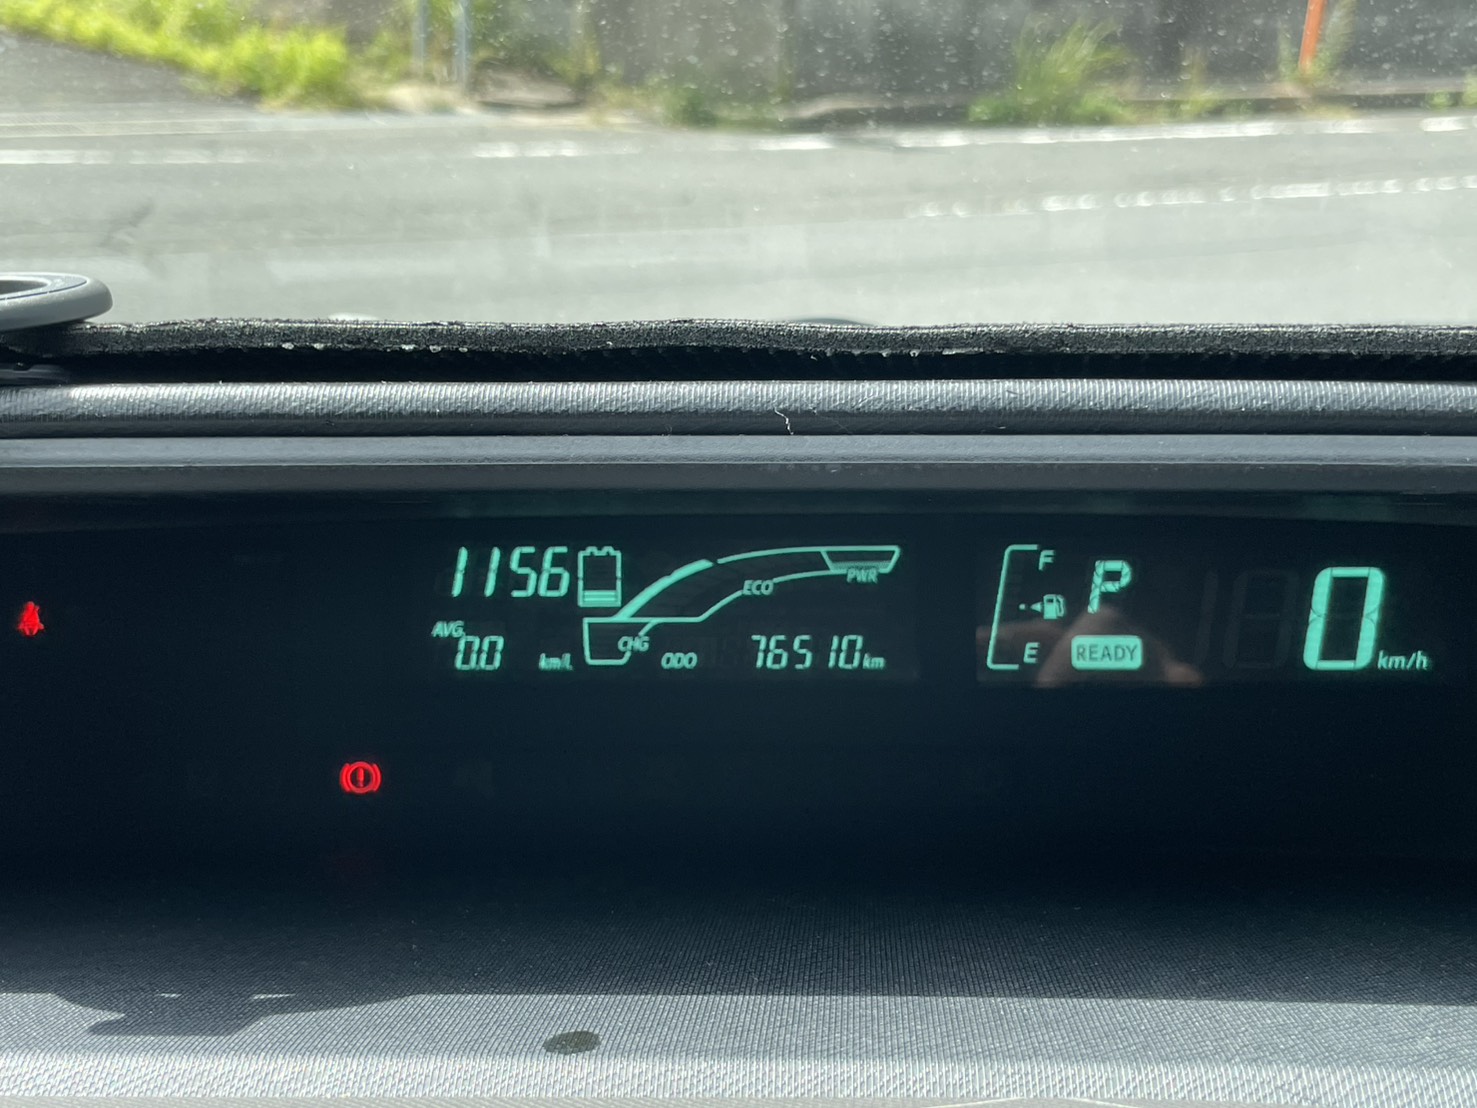 1156
ECO
PWR
CHG
AVG
0.0 km/L
ODO 76510 km
F
E
P
READY
0 km/h